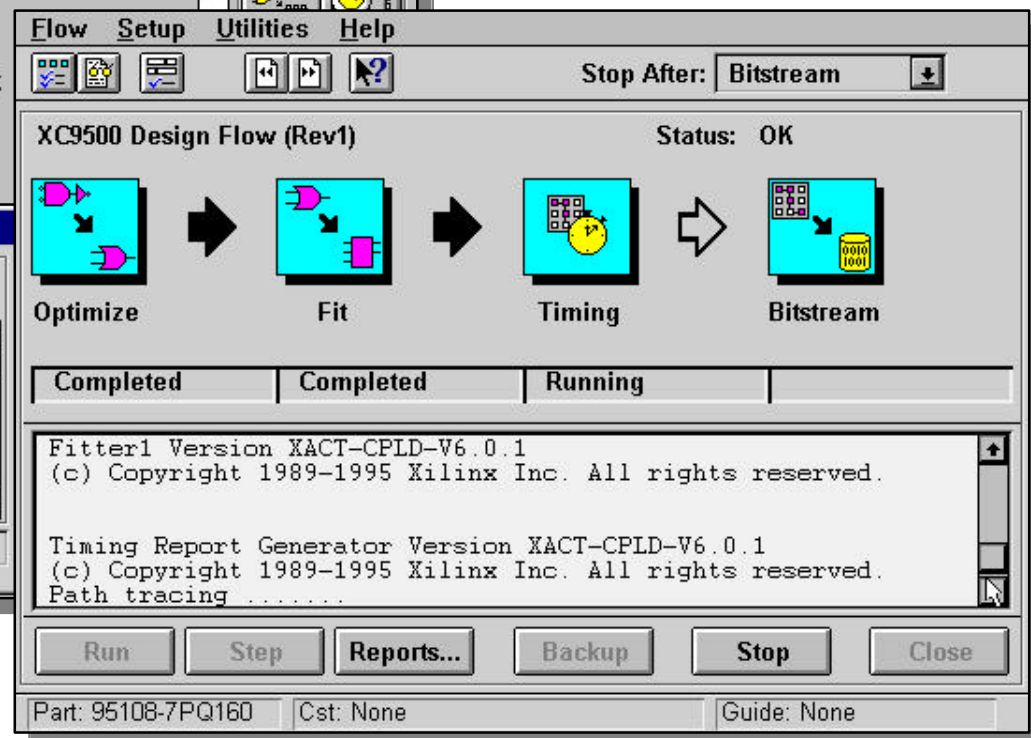 Flow Setup Utilities Help
Stop After: Bitstream
XC9500 Design Flow (Rev1) Status: OK
0010
1001
Optimize Fit Timing Bitstream
Completed Completed Running
Fitter1 Version XACT-CPLD-V6.0.1
(c) Copyright 1989-1995 Xilinx Inc. All rights reserved.
Timing Report Generator Version XACT-CPLD-V6.0.1
(c) Copyright 1989-1995 Xilinx Inc. All rights reserved.
Path tracing .......
Run Step Reports... Backup Stop Close
Part: 95108-7PQ160 Cst: None Guide: None